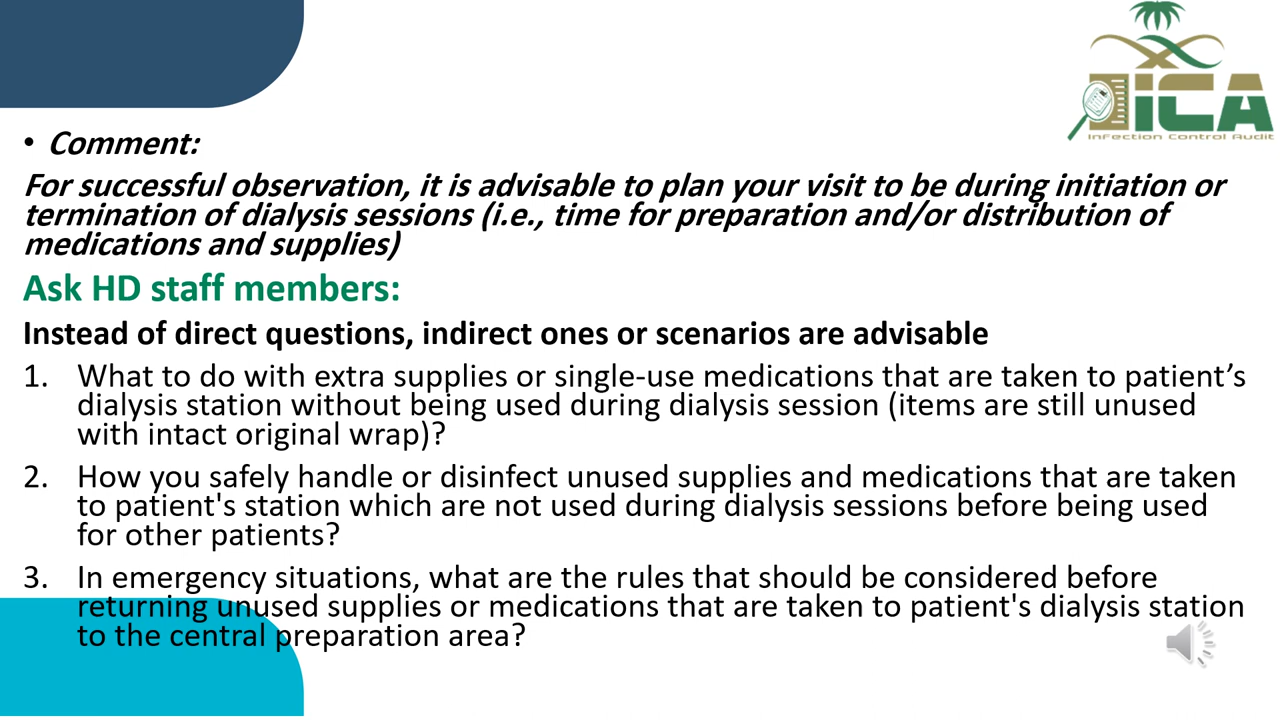 iCA
Infection Control Audit
• Comment:
For successful observation, it is advisable to plan your visit to be during initiation or
termination of dialysis sessions (i.e., time for preparation and/or distribution of
medications and supplies)
Ask HD staff members:
Instead of direct questions, indirect ones or scenarios are advisable
1. What to do with extra supplies or single-use medications that are taken to patient’s
dialysis station without being used during dialysis session (items are still unused
with intact original wrap)?
2. How you safely handle or disinfect unused supplies and medications that are taken
to patient's station which are not used during dialysis sessions before being used
for other patients?
3. In emergency situations, what are the rules that should be considered before
returning unused supplies or medications that are taken to patient's dialysis station
to the central preparation area?